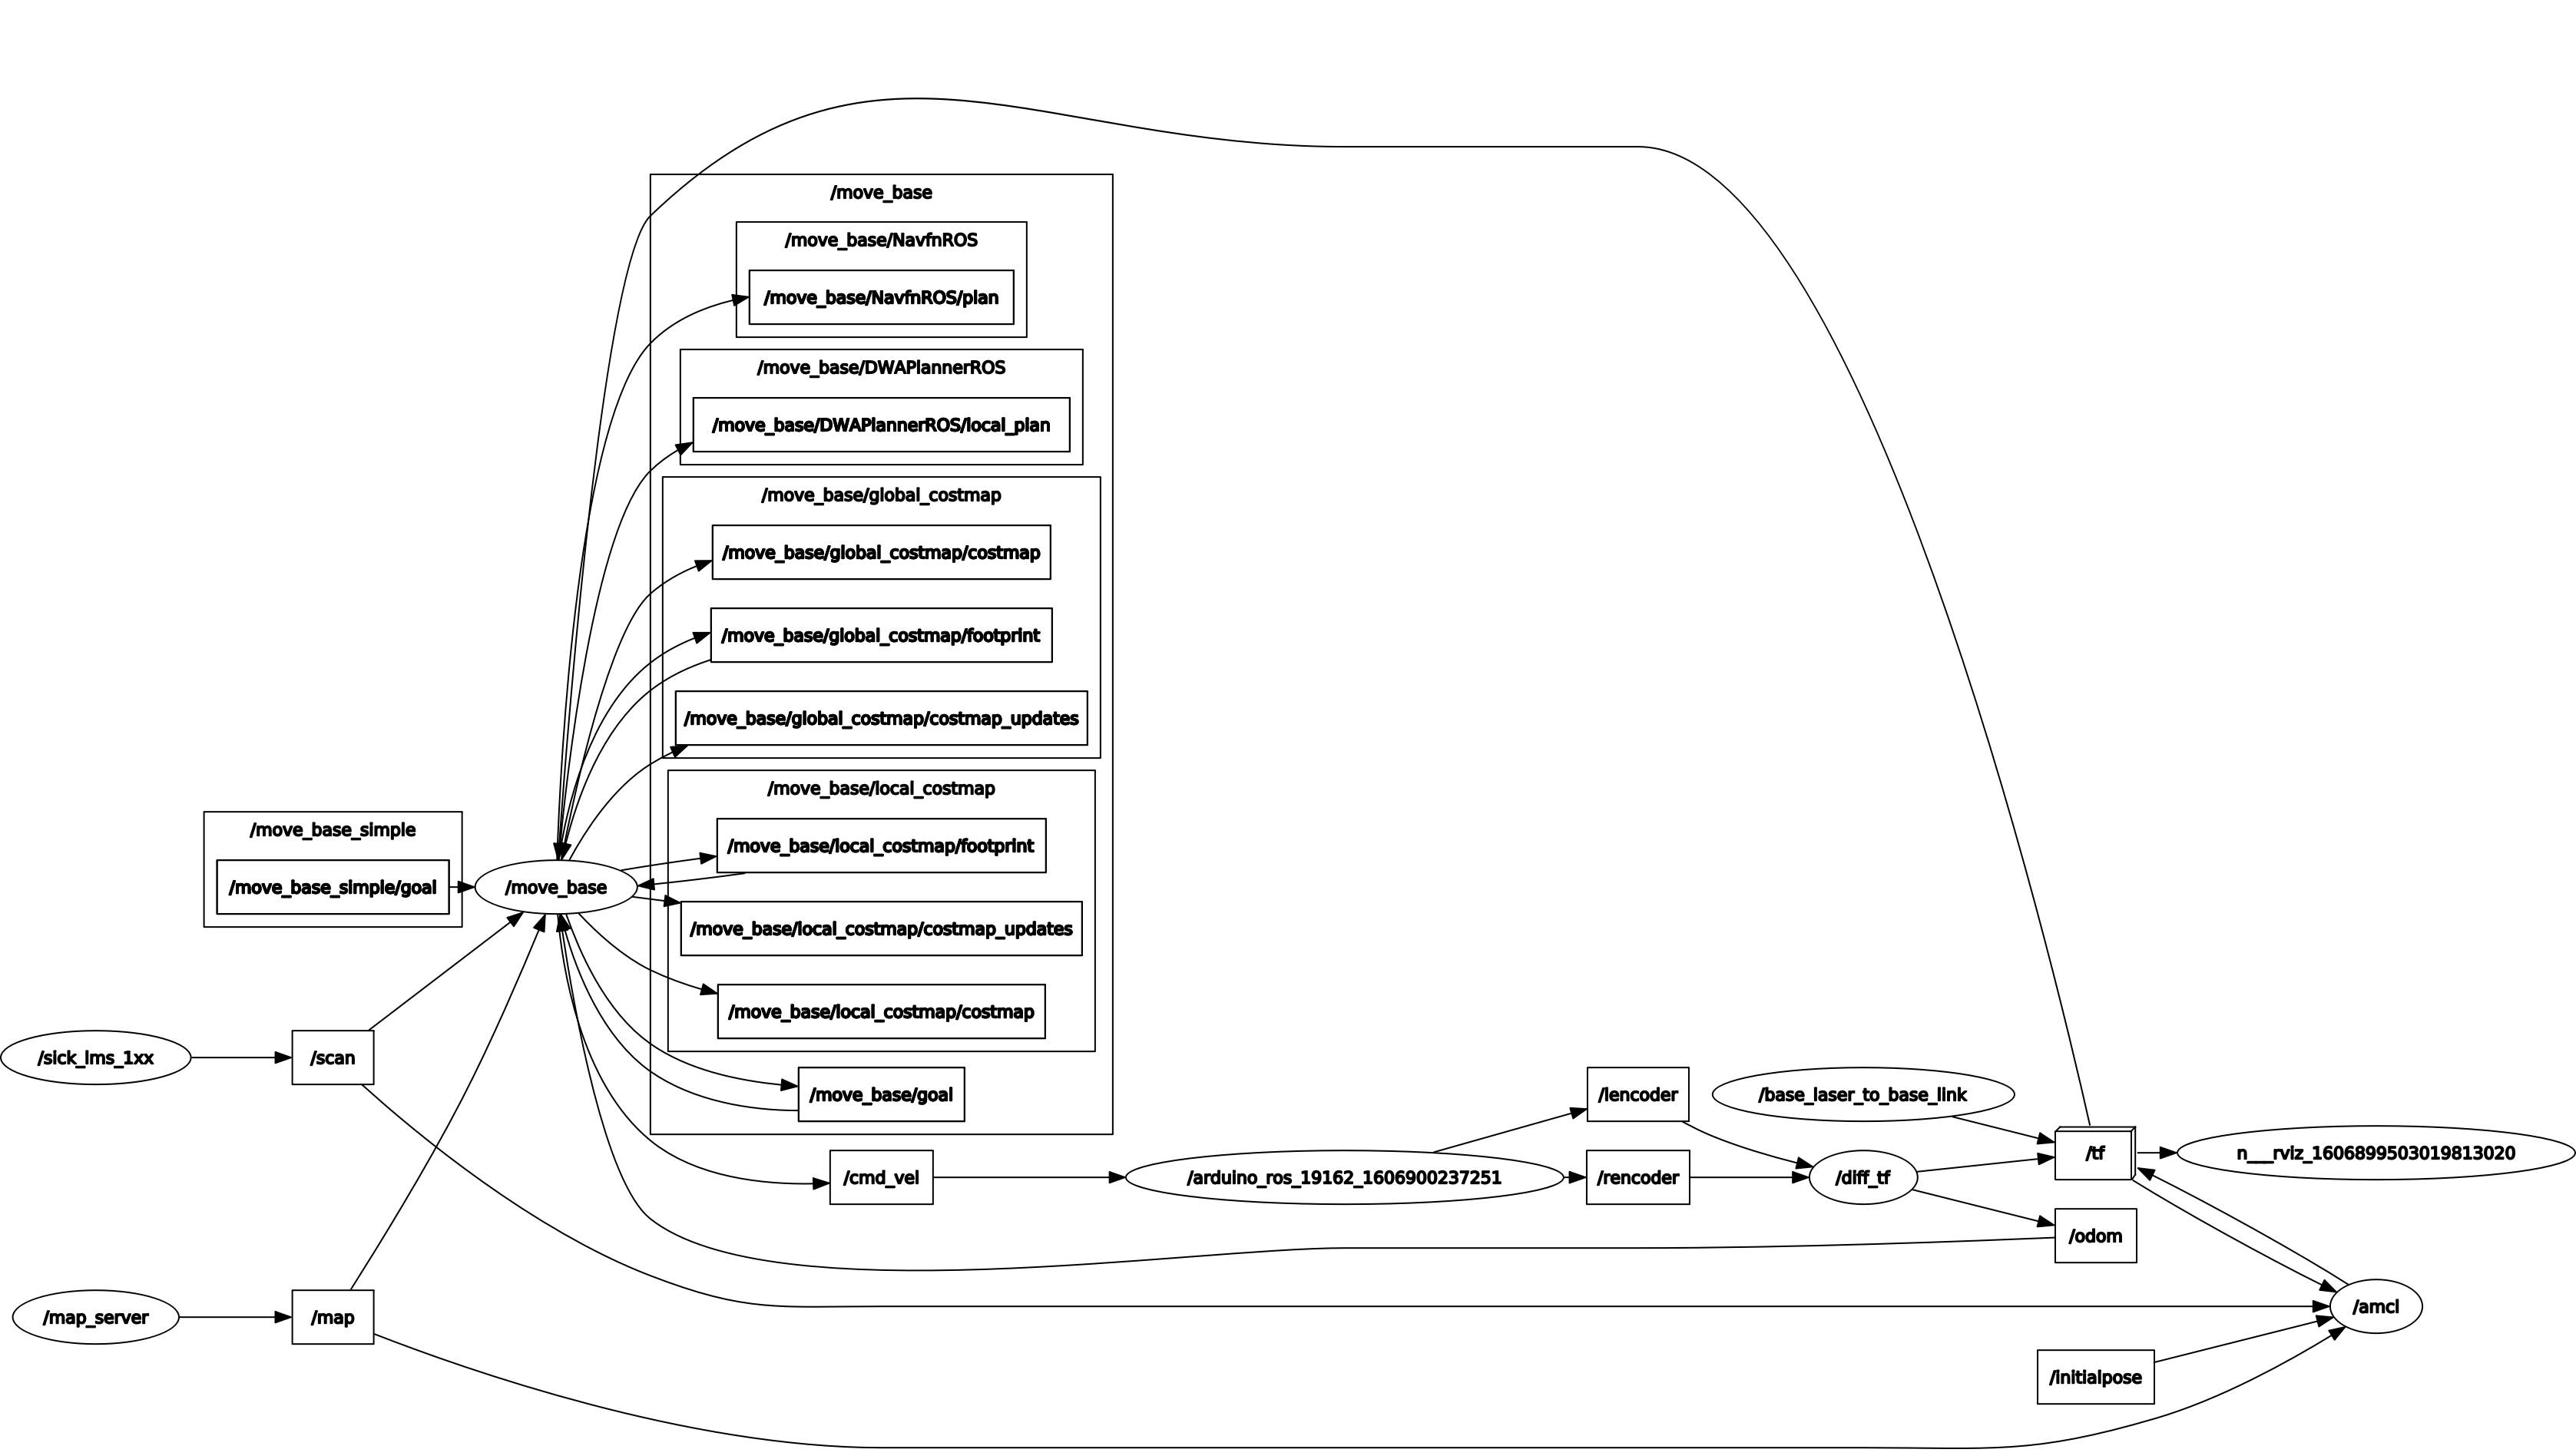 /move_base
/move_base/NavfnROS
/move_base/NavfnROS/plan
/move_base/DWAPlannerROS
/move_base/DWAPlannerROS/local_plan
/move_base/global_costmap
/move_base/global_costmap/costmap
/move_base/global_costmap/footprint
/move_base/global_costmap/costmap_updates
/move_base/local_costmap
/move_base/local_costmap/footprint
/move_base/local_costmap/costmap_updates
/move_base/local_costmap/costmap
/move_base/goal
/move_base_simple
/move_base_simple/goal
/move_base
/sick_lms_1xx
/scan
/map_server
/map
/cmd_vel
/arduino_ros_19162_1606900237251
/lencoder
/rencoder
/base_laser_to_base_link
/diff_tf
/tf
/odom
n___rviz_1606899503019813020
/amcl
/initialpose